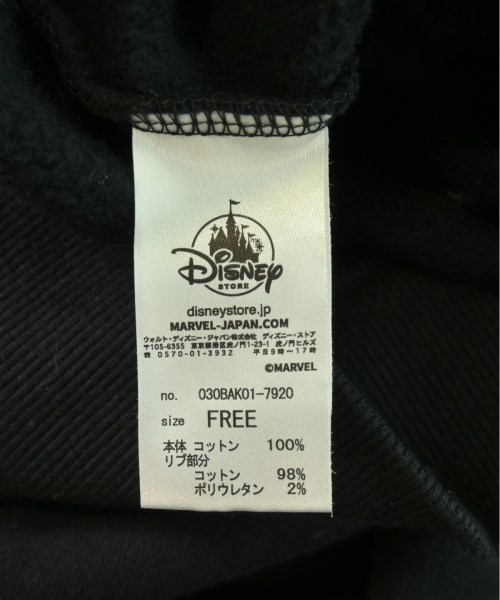 Disney
STORE
disneystore.jp
MARVEL-JAPAN.COM
ウォルト・ディズニー・ジャパン株式会社 ディズニー・ストア
〒105-6355 東京都港区虎ノ門1-23-1 虎ノ門ヒルズ
☎ 0570-01-3932 平日9時〜17時
©MARVEL
no. 030BAK01-7920
size FREE
本体 コットン 100%
リブ部分
コットン 98%
ポリウレタン 2%